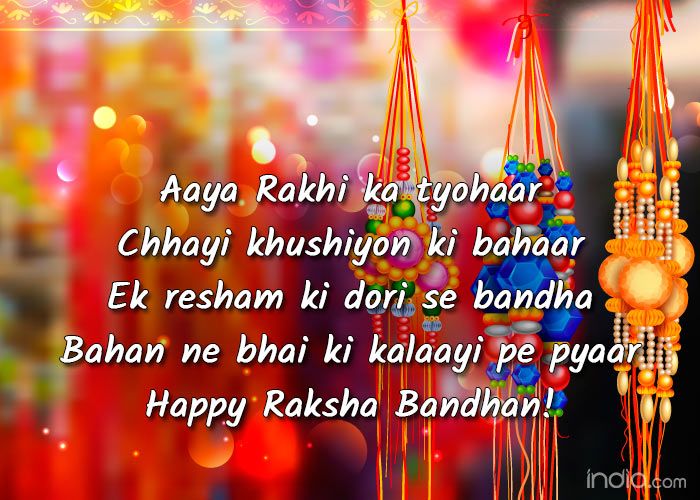 Aaya Rakhi ka tyohaar
Chhayi khushiyon ki bahaar
Ek resham ki dori se bandha
Bahan ne bhai ki kalaayi pe pyaar
Happy Raksha Bandhan!
india.com